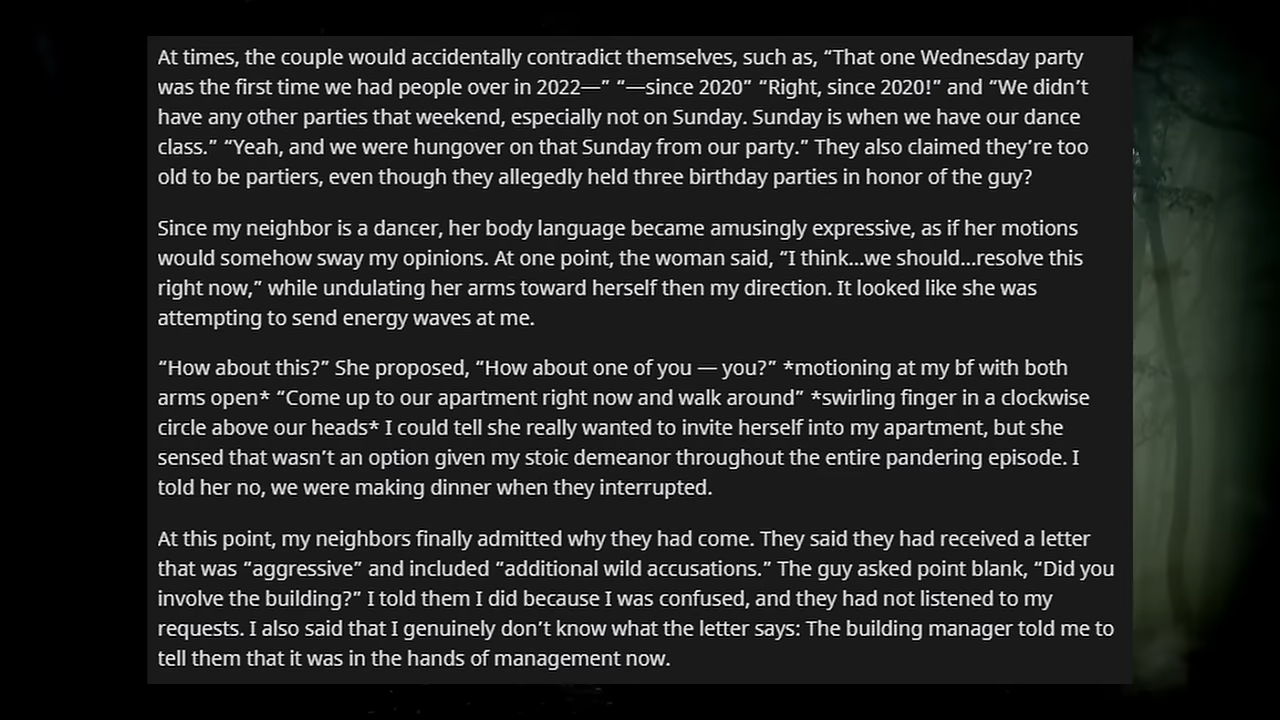 At times, the couple would accidentally contradict themselves, such as, “That one Wednesday party
was the first time we had people over in 2022—” “—since 2020” “Right, since 2020!” and “We didn’t
have any other parties that weekend, especially not on Sunday. Sunday is when we have our dance
class.” “Yeah, and we were hungover on that Sunday from our party.” They also claimed they’re too
old to be partiers, even though they allegedly held three birthday parties in honor of the guy?
Since my neighbor is a dancer, her body language became amusingly expressive, as if her motions
would somehow sway my opinions. At one point, the woman said, “I think...we should...resolve this
right now,” while undulating her arms toward herself then my direction. It looked like she was
attempting to send energy waves at me.
“How about this?” She proposed, “How about one of you — you?” *motioning at my bf with both
arms open* “Come up to our apartment right now and walk around” *swirling finger in a clockwise
circle above our heads* I could tell she really wanted to invite herself into my apartment, but she
sensed that wasn’t an option given my stoic demeanor throughout the entire pandering episode. I
told her no, we were making dinner when they interrupted.
At this point, my neighbors finally admitted why they had come. They said they had received a letter
that was “aggressive” and included “additional wild accusations.” The guy asked point blank, “Did you
involve the building?” I told them I did because I was confused, and they had not listened to my
requests. I also said that I genuinely don’t know what the letter says: The building manager told me to
tell them that it was in the hands of management now.